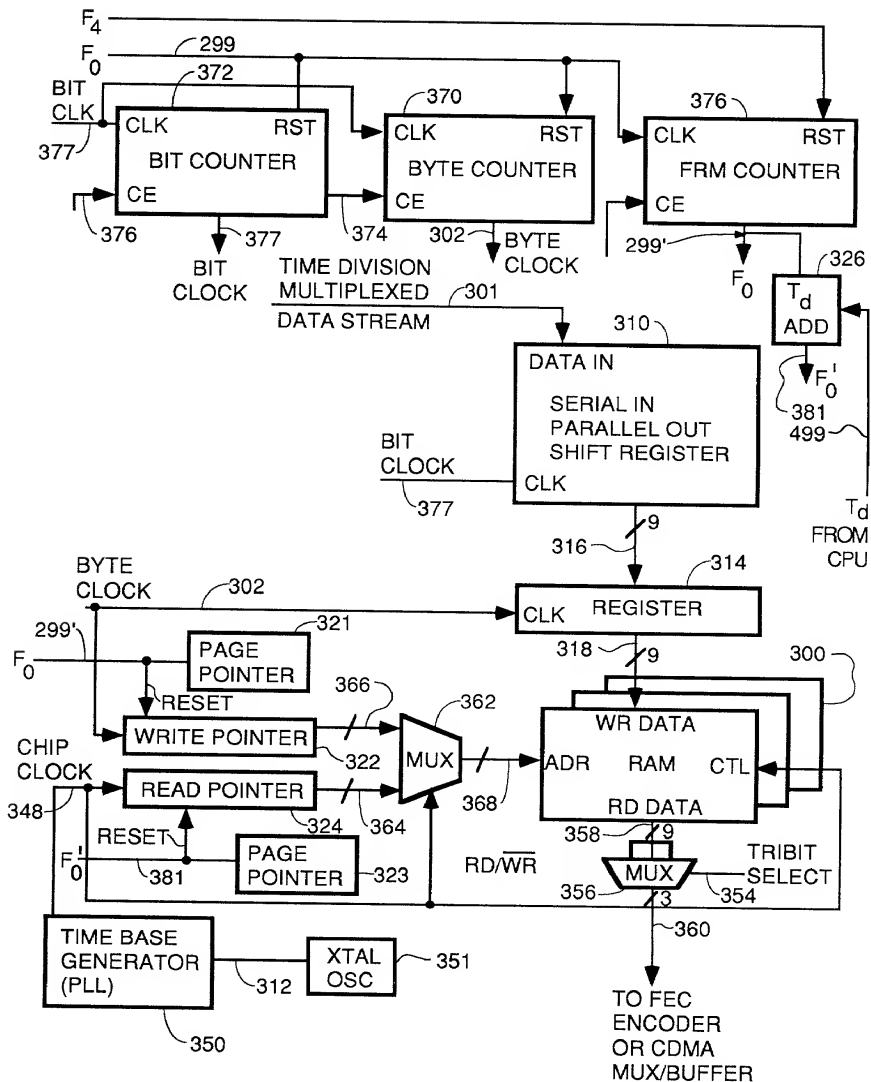 F4
F0
299
372
BIT
CLK
377
CLK
RST
BIT COUNTER
CE
376
377
BIT
CLOCK
370
CLK
RST
BYTE COUNTER
CE
374
302
BYTE
CLOCK
376
CLK
RST
FRM COUNTER
CE
299'
F0
326
Td
ADD
F0'
381
499
Td
FROM
CPU
TIME DIVISION
MULTIPLEXED
DATA STREAM
301
310
DATA IN
SERIAL IN
PARALLEL OUT
SHIFT REGISTER
CLK
BIT
CLOCK
377
9
316
314
BYTE
CLOCK
302
CLK
REGISTER
318
9
300
299'
F0
321
PAGE
POINTER
RESET
366
362
WRITE POINTER
322
MUX
CHIP
CLOCK
348
READ POINTER
324
364
368
RESET
F0'
381
PAGE
POINTER
323
WR DATA
ADR
RAM
CTL
RD DATA
358
9
RD/WR
MUX
356
3
354
TRIBIT
SELECT
360
TIME BASE
GENERATOR
(PLL)
350
312
XTAL
OSC
351
TO FEC
ENCODER
OR CDMA
MUX/BUFFER